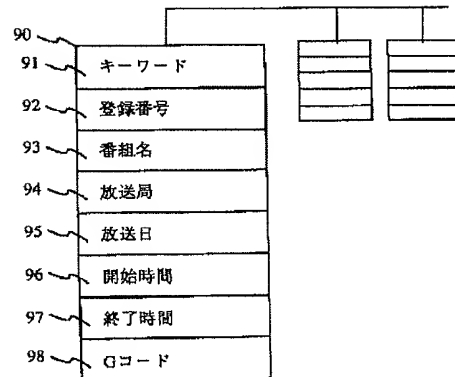 90
91 キーワード
92 登録番号
93 番組名
94 放送局
95 放送日
96 開始時間
97 終了時間
98 Gコード